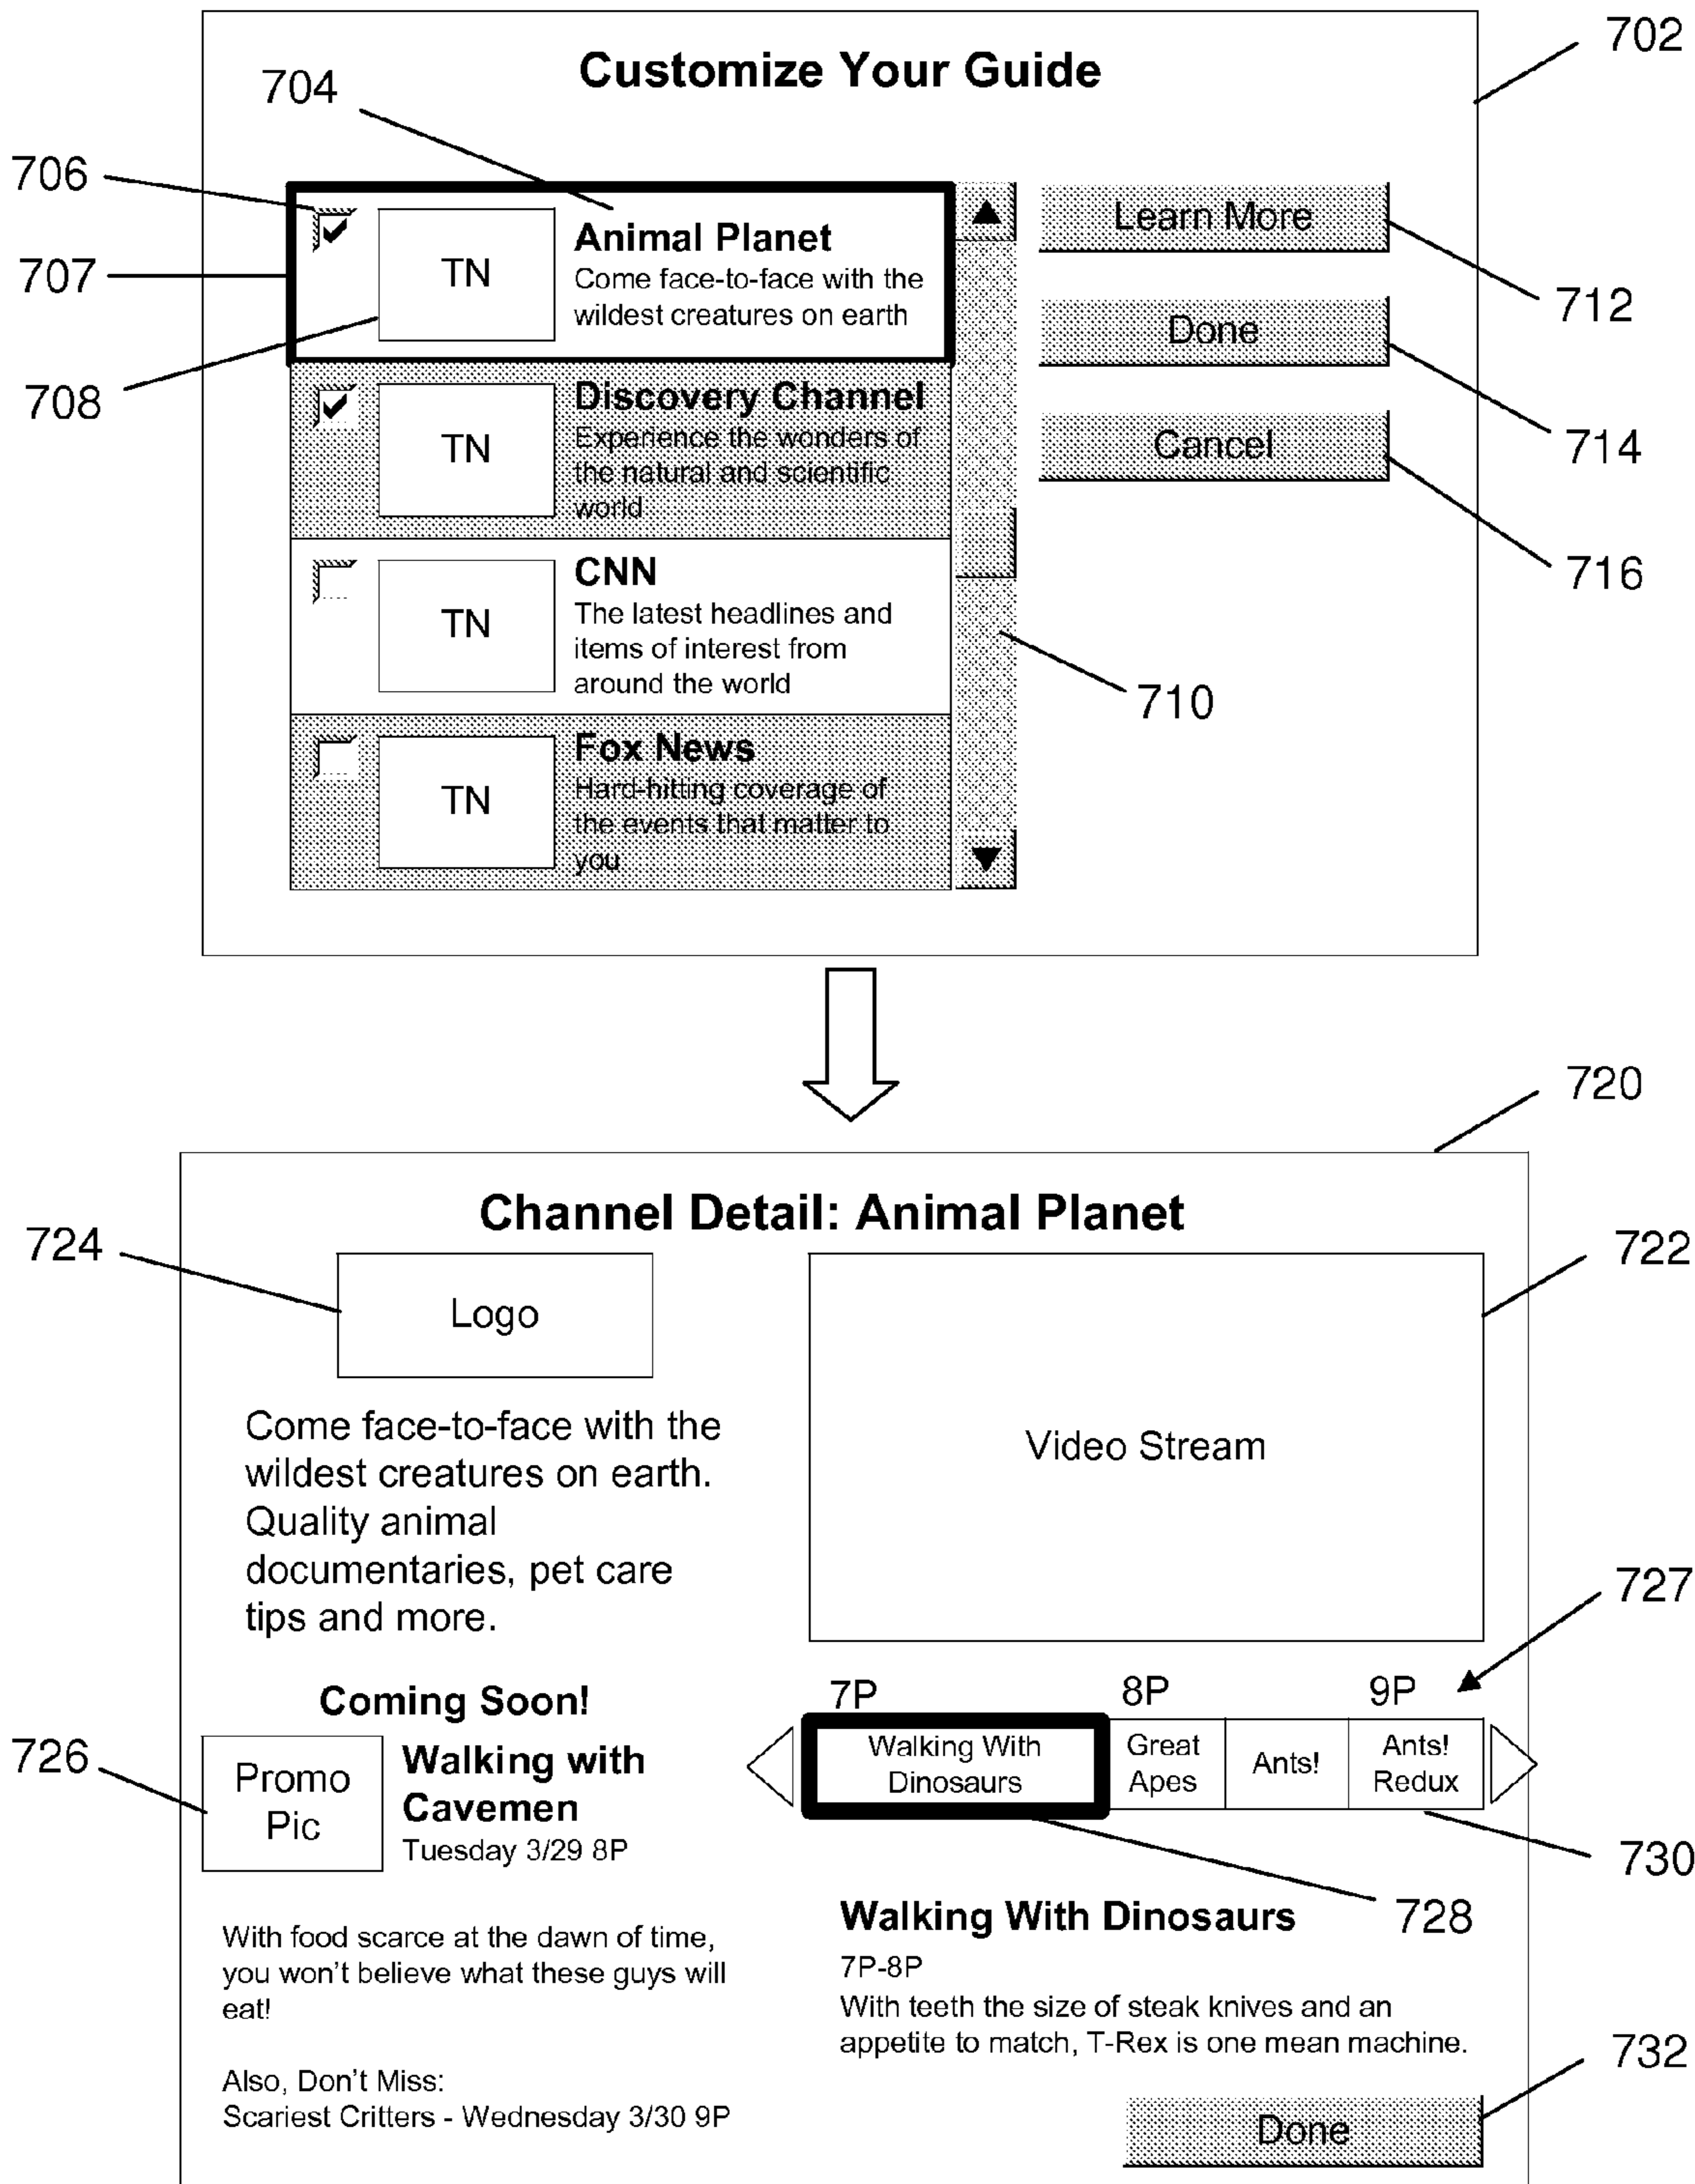 702
Customize Your Guide
704
706
707
708
TN
Animal Planet
Come face-to-face with the
wildest creatures on earth
TN
Discovery Channel
Experience the wonders of
the natural and scientific
world
TN
CNN
The latest headlines and
items of interest from
around the world
TN
Fox News
Hard-hitting coverage of
the events that matter to
you
Learn More
712
Done
714
Cancel
716
710
720
Channel Detail: Animal Planet
724
Logo
722
Video Stream
Come face-to-face with the
wildest creatures on earth.
Quality animal
documentaries, pet care
tips and more.
727
Coming Soon!
726
Promo
Pic
Walking with
Cavemen
Tuesday 3/29 8P
7P
8P
9P
Walking With
Dinosaurs
Great
Apes
Ants!
Ants!
Redux
730
728
With food scarce at the dawn of time,
you won't believe what these guys will
eat!
Also, Don't Miss:
Scariest Critters - Wednesday 3/30 9P
Walking With Dinosaurs
7P-8P
With teeth the size of steak knives and an
appetite to match, T-Rex is one mean machine.
732
Done